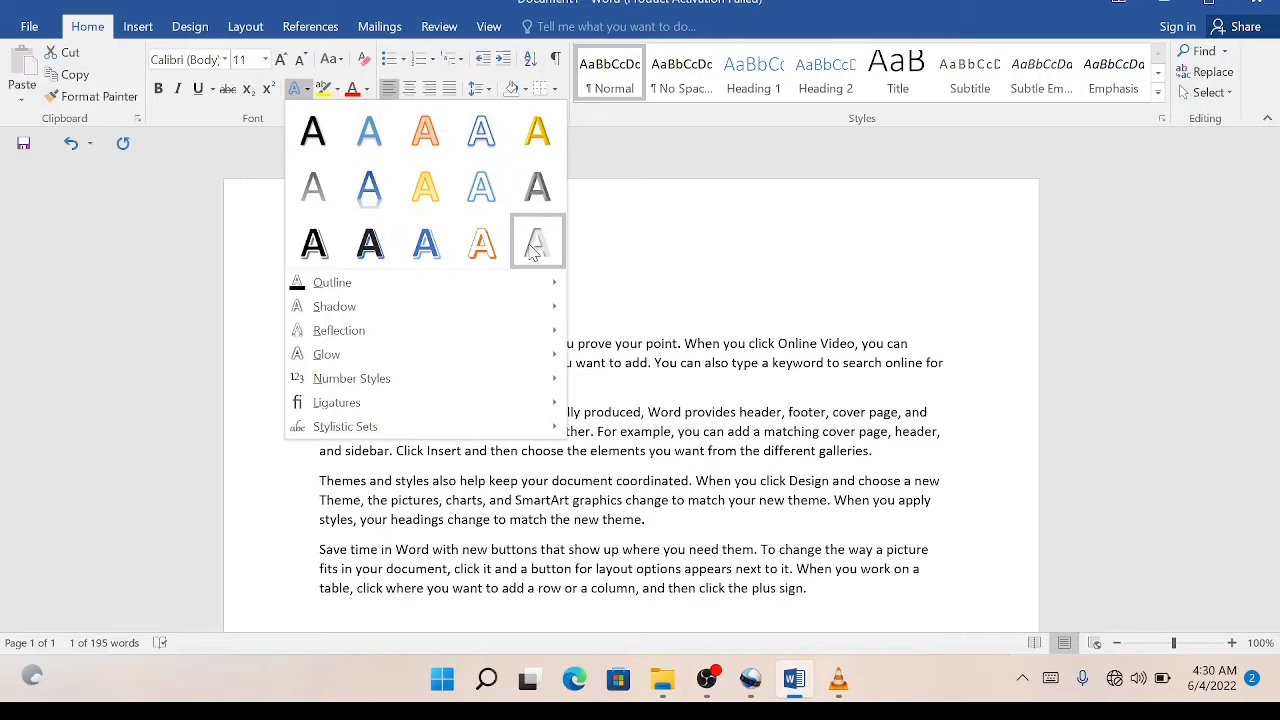 Document1 - Word (Product Activation Failed)
File Home Insert Design Layout References Mailings Review View Tell me what you want to do... Sign in Share
Paste Cut Copy Format Painter
Clipboard
Calibri (Body) 11 Aa
B I U abc X₂ X² A A
Font
AaBbCcDc AaBbCcDc AaBbCc AaBbCcC AaB AaBbCcD AaBbCcDc AaBbCcDc
¶ Normal ¶ No Spac... Heading 1 Heading 2 Title Subtitle Subtle Em... Emphasis
Styles
Find
Replace
Select
Editing
A A A A A
A A A A A
A A A A A
Outline
Shadow
Reflection
Glow
123 Number Styles
fi Ligatures
abc Stylistic Sets
u prove your point. When you click Online Video, you can
u want to add. You can also type a keyword to search online for
lly produced, Word provides header, footer, cover page, and
ther. For example, you can add a matching cover page, header,
and sidebar. Click Insert and then choose the elements you want from the different galleries.
Themes and styles also help keep your document coordinated. When you click Design and choose a new
Theme, the pictures, charts, and SmartArt graphics change to match your new theme. When you apply
styles, your headings change to match the new theme.
Save time in Word with new buttons that show up where you need them. To change the way a picture
fits in your document, click it and a button for layout options appears next to it. When you work on a
table, click where you want to add a row or a column, and then click the plus sign.
Page 1 of 1 1 of 195 words 100%
4:30 AM
6/4/2022 2